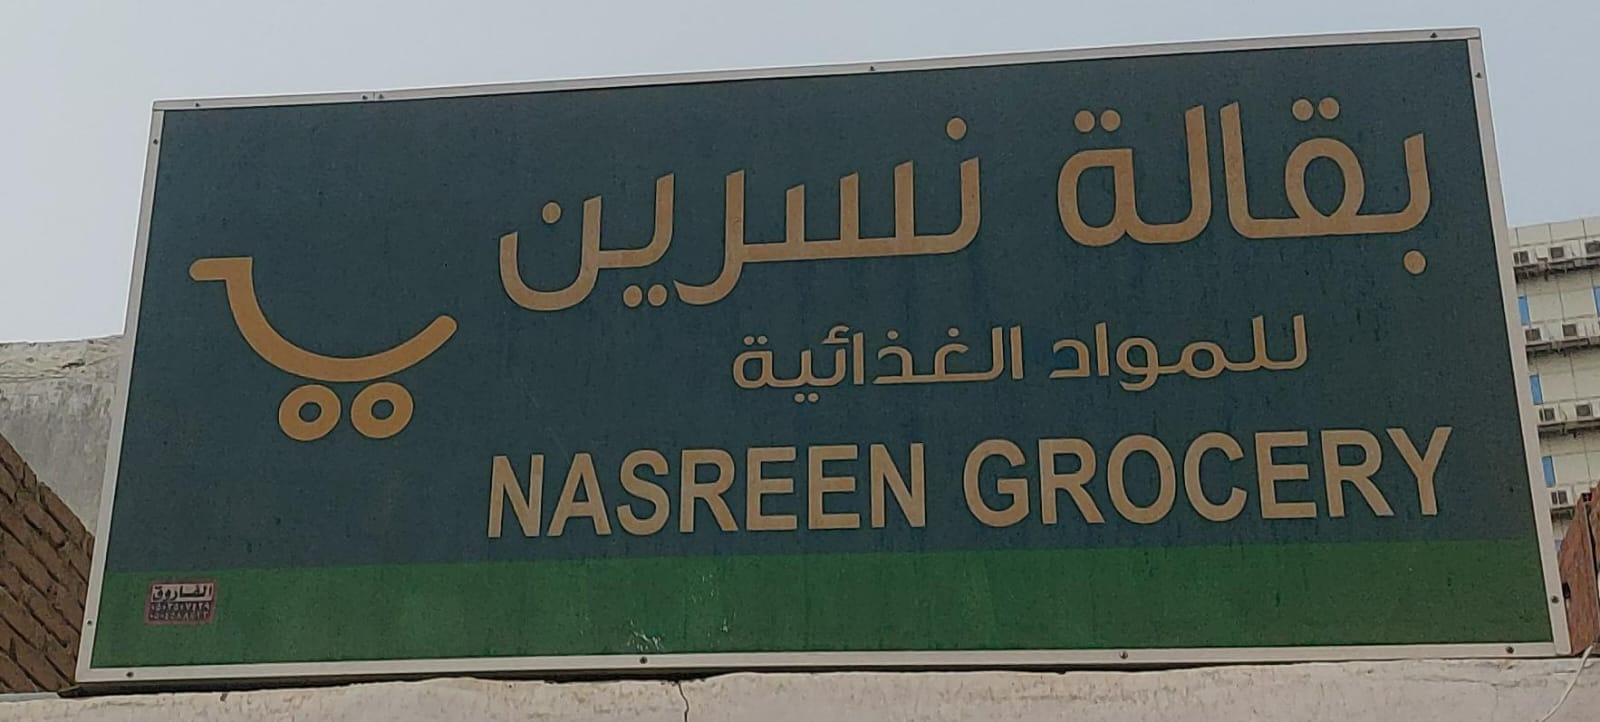 بقالة نسرين
للمواد الغذائية
NASREEN GROCERY
الفاروق